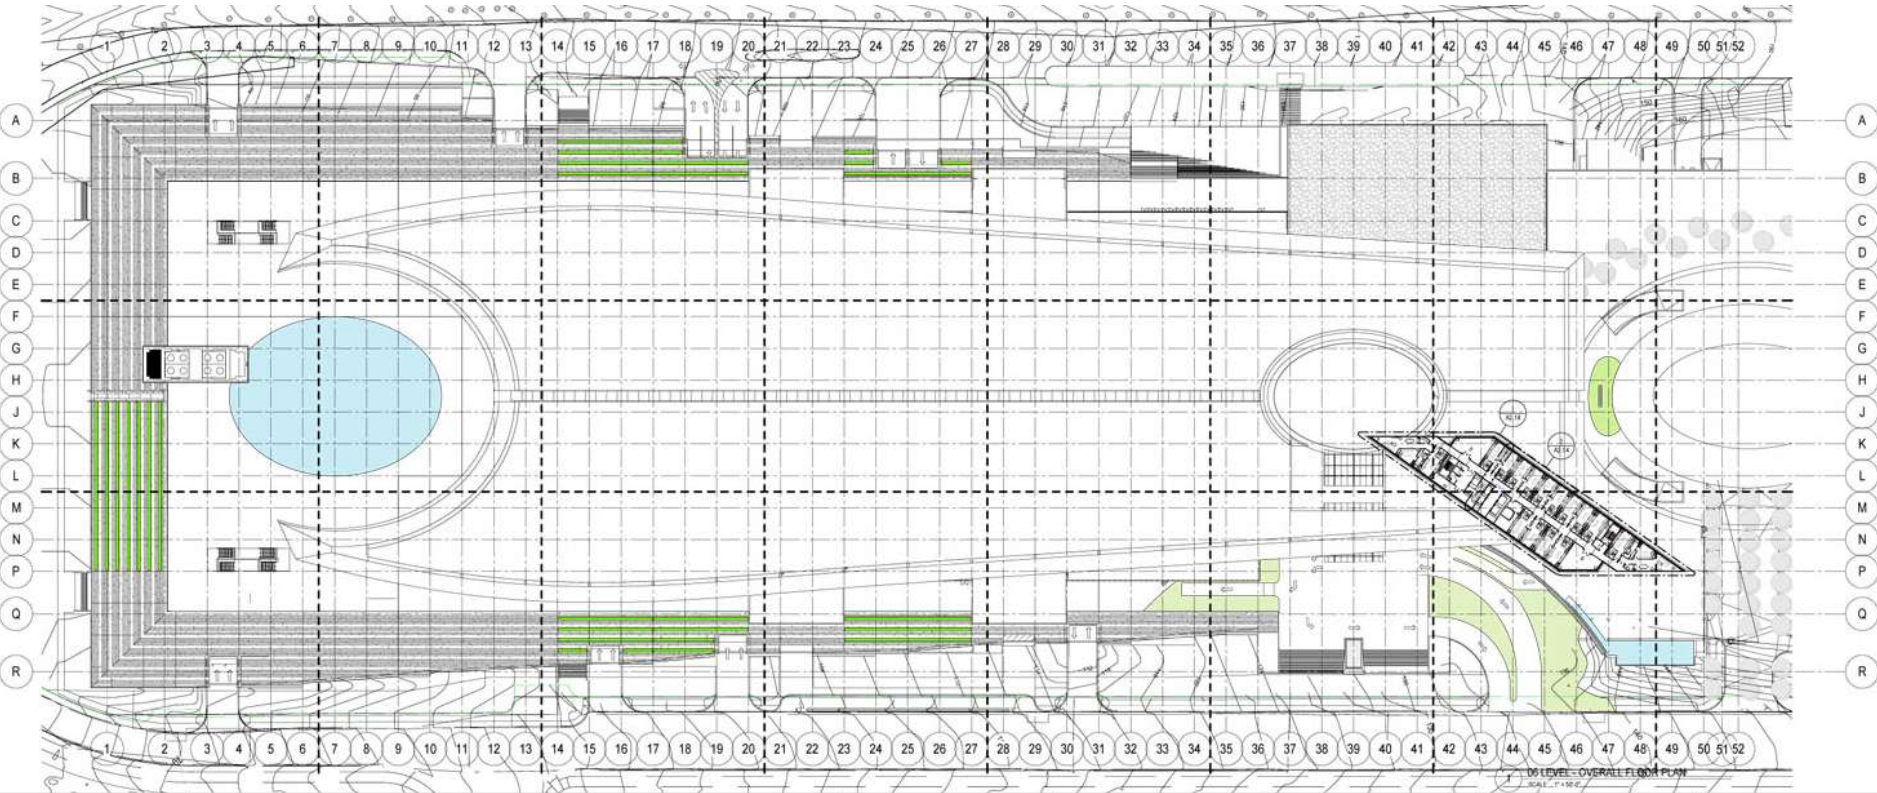 1 2 3 4 5 6 7 8 9 10 11 12 13 14 15 16 17 18 19 20 21 22 23 24 25 26 27 28 29 30 31 32 33 34 35 36 37 38 39 40 41 42 43 44 45 46 47 48 49 50 51 52
A A
B B
C C
D D
E E
F F
G G
H H
J J
K K
L L
M M
N N
P P
Q Q
R R
1 2 3 4 5 6 7 8 9 10 11 12 13 14 15 16 17 18 19 20 21 22 23 24 25 26 27 28 29 30 31 32 33 34 35 36 37 38 39 40 41 42 43 44 45 46 47 48 49 50 51 52
06 LEVEL - OVERALL FLOOR PLAN